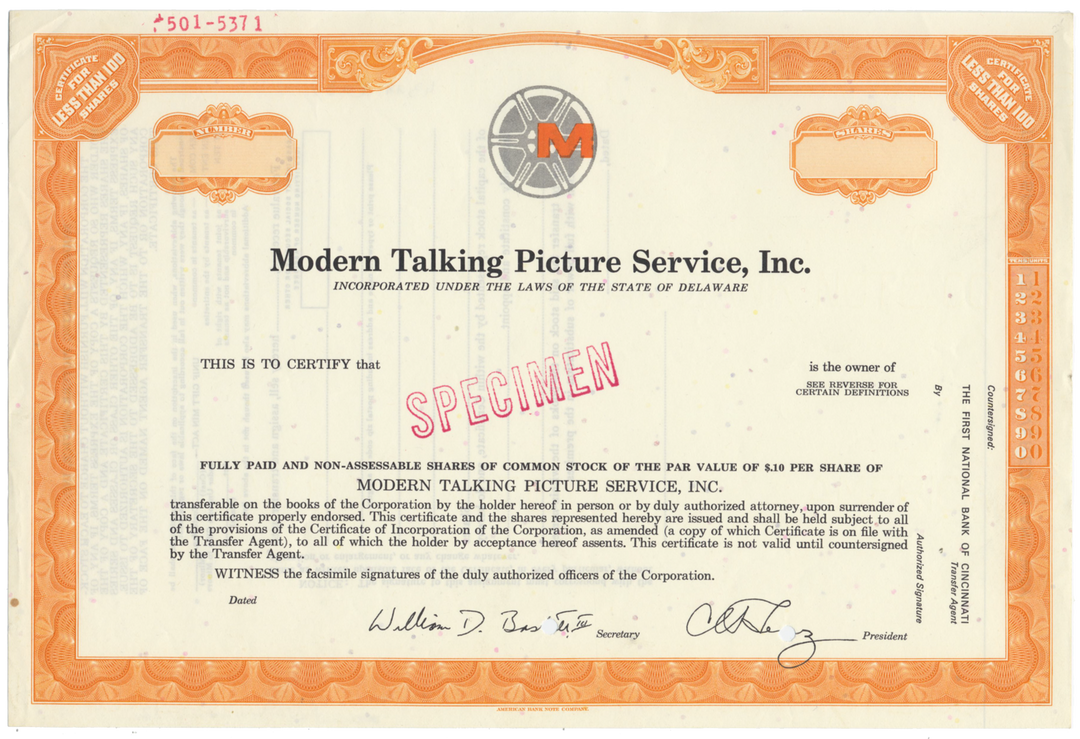 501-5371
CERTIFICATE
FOR
LESS THAN 100
SHARES
CERTIFICATE
FOR
LESS THAN 100
SHARES
NUMBER
SHARES
M
Modern Talking Picture Service, Inc.
INCORPORATED UNDER THE LAWS OF THE STATE OF DELAWARE
TENS UNITS
1 1
2 2
3 3
4 4
5 5
6 6
7 7
8 8
9 9
0 0
THIS IS TO CERTIFY that
is the owner of
SEE REVERSE FOR
CERTAIN DEFINITIONS
SPECIMEN
FULLY PAID AND NON-ASSESSABLE SHARES OF COMMON STOCK OF THE PAR VALUE OF $.10 PER SHARE OF
MODERN TALKING PICTURE SERVICE, INC.
transferable on the books of the Corporation by the holder hereof in person or by duly authorized attorney, upon surrender of
this certificate properly endorsed. This certificate and the shares represented hereby are issued and shall be held subject to all
of the provisions of the Certificate of Incorporation of the Corporation, as amended (a copy of which Certificate is on file with
the Transfer Agent), to all of which the holder by acceptance hereof assents. This certificate is not valid until countersigned
by the Transfer Agent.
WITNESS the facsimile signatures of the duly authorized officers of the Corporation.
Dated
William D.
Secretary
President
Countersigned:
THE FIRST NATIONAL BANK OF CINCINNATI
Transfer Agent
By
Authorized Signature
AMERICAN BANK NOTE COMPANY.